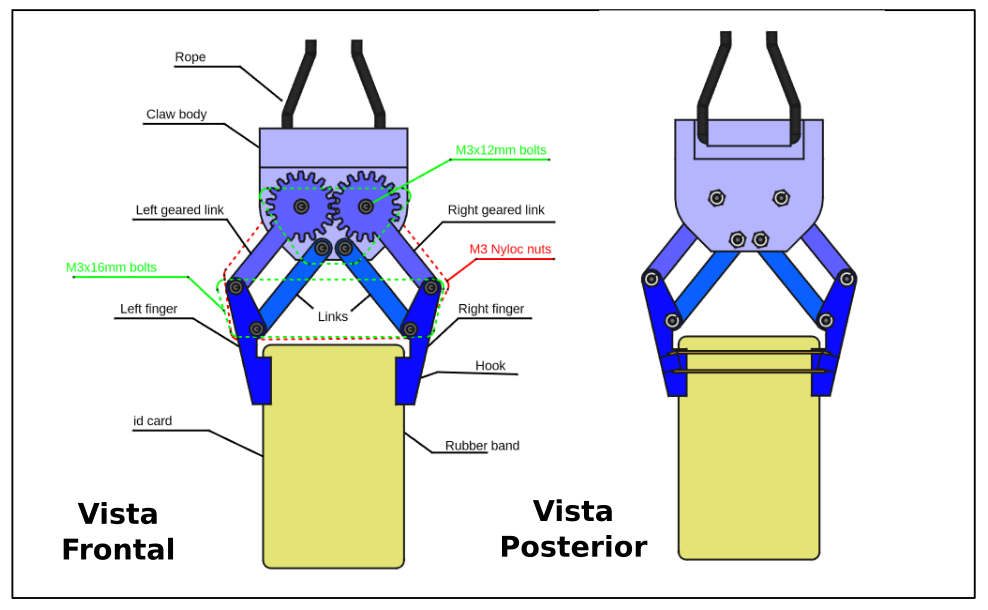 Rope
Claw body
M3x12mm bolts
Left geared link
Right geared link
M3 Nyloc nuts
M3x16mm bolts
Left finger
Links
Right finger
Hook
id card
Rubber band
Vista
Frontal
Vista
Posterior